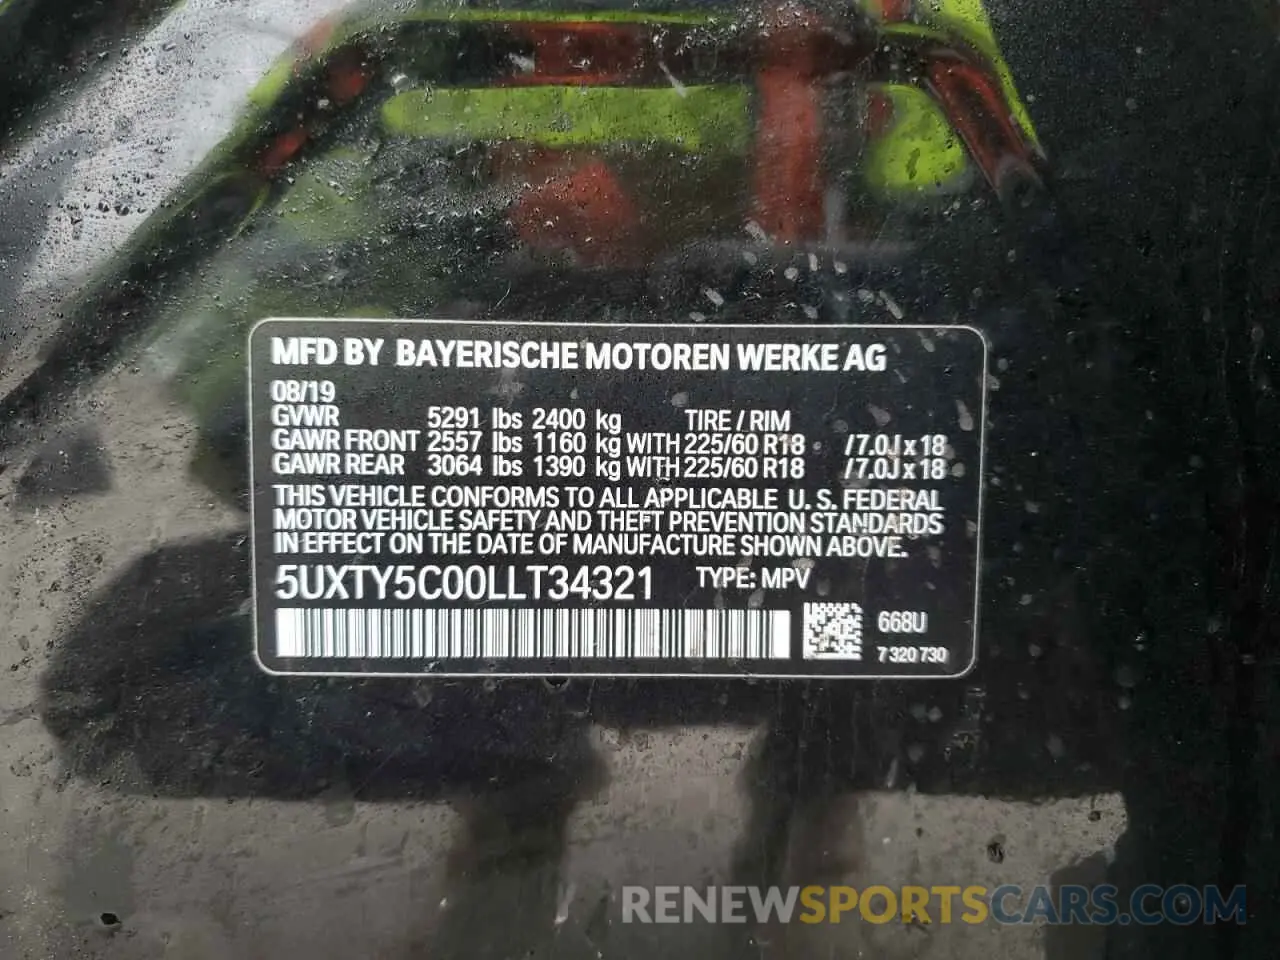 MFD BY BAYERISCHE MOTOREN WERKE AG
08/19
GVWR 5291 lbs 2400 kg TIRE / RIM
GAWR FRONT 2557 lbs 1160 kg WITH 225/60 R18 /7.0J x 18
GAWR REAR 3064 lbs 1390 kg WITH 225/60 R18 /7.0J x 18
THIS VEHICLE CONFORMS TO ALL APPLICABLE U. S. FEDERAL
MOTOR VEHICLE SAFETY AND THEFT PREVENTION STANDARDS
IN EFFECT ON THE DATE OF MANUFACTURE SHOWN ABOVE.
5UXTY5C00LLT34321 TYPE: MPV
668U
7 320 730
RENEWSPORTSCARS.COM